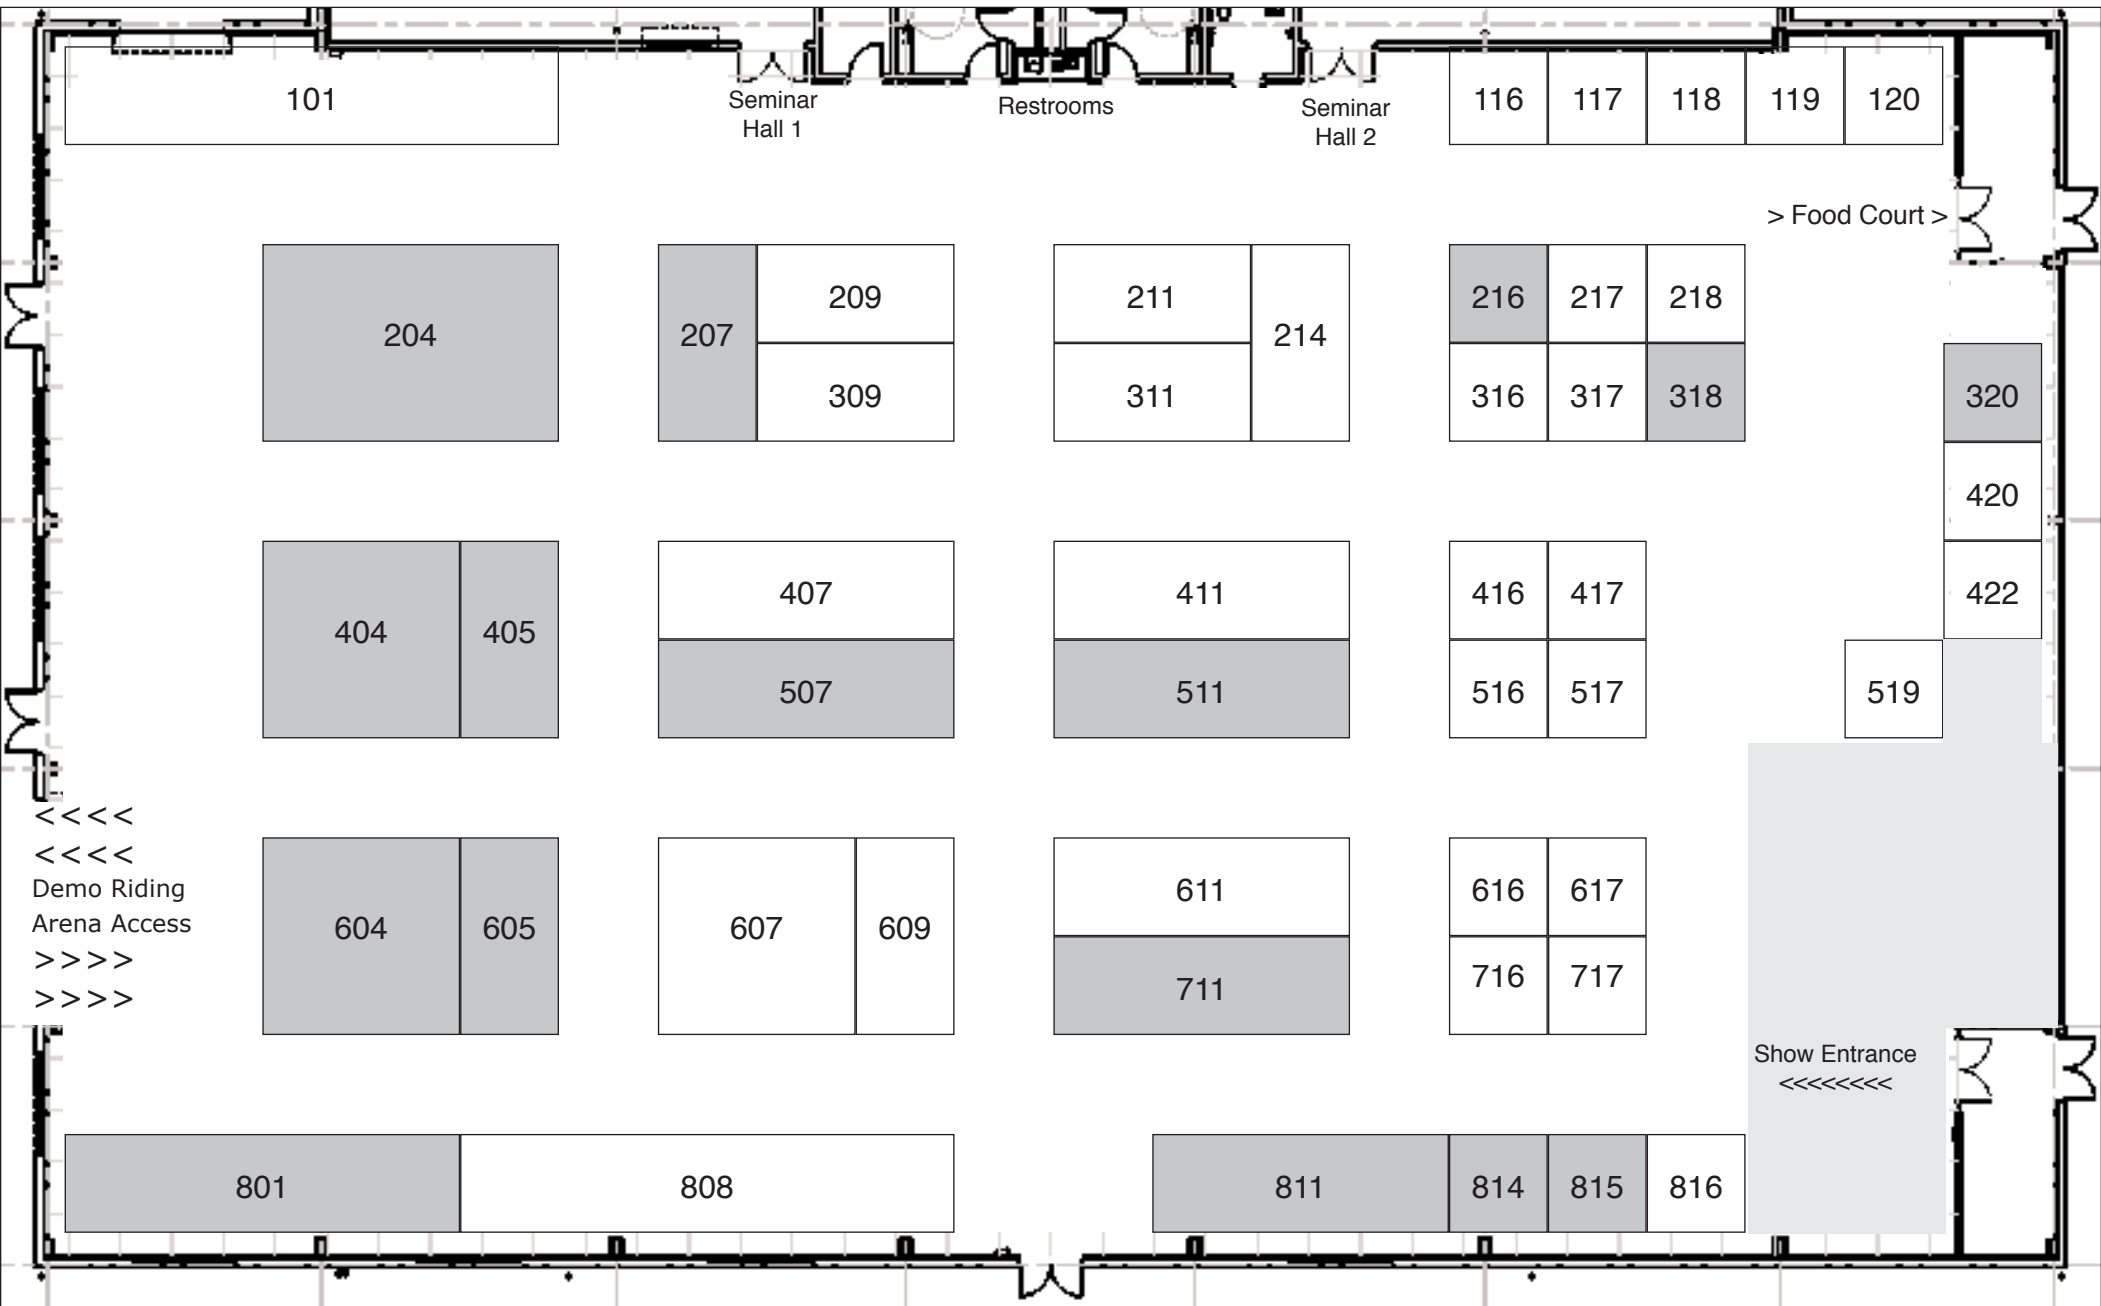 101
Seminar
Hall 1
Restrooms
Seminar
Hall 2
116 117 118 119 120
> Food Court >
204
207
209
309
211
311
214
216 217 218
316 317 318
320
420
422
404 405
407
507
411
511
416 417
516 517
519
<<<<
<<<<
Demo Riding
Arena Access
>>>>
>>>>
604 605
607 609
611
711
616 617
716 717
Show Entrance
<<<<<<<<
801 808
811 814 815 816